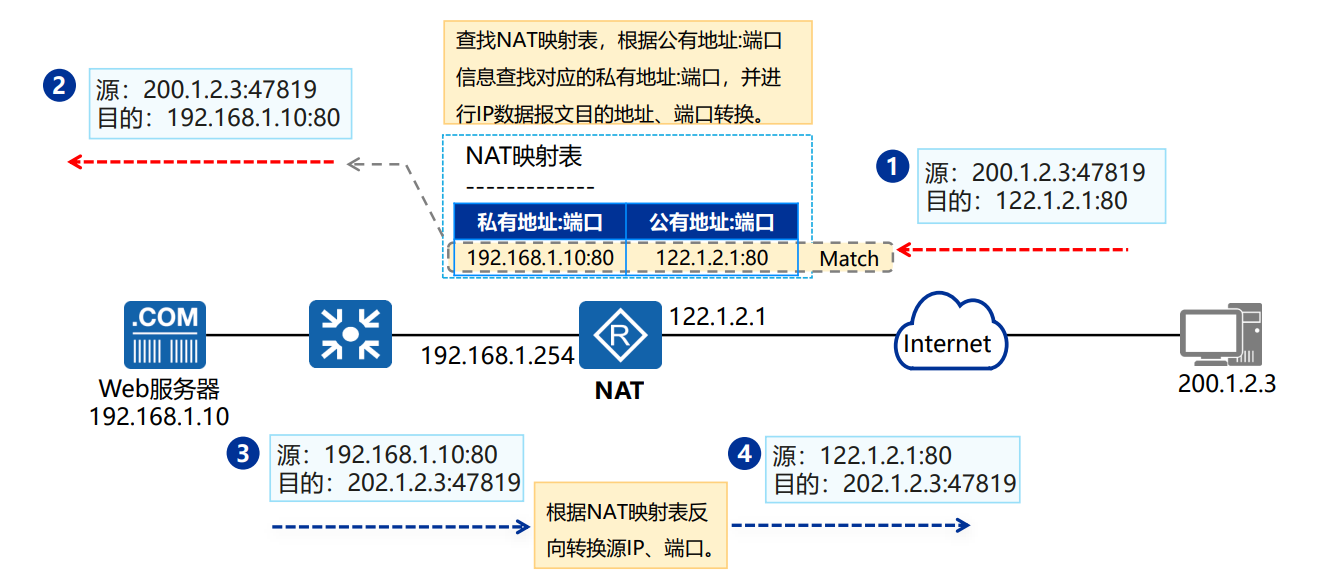 查找NAT映射表，根据公有地址:端口
信息查找对应的私有地址:端口，并进
行IP数据报文目的地址、端口转换。
2
源：200.1.2.3:47819
目的：192.168.1.10:80
NAT映射表
-------------
私有地址:端口 公有地址:端口
192.168.1.10:80 122.1.2.1:80 Match
1
源：200.1.2.3:47819
目的：122.1.2.1:80
.COM
Web服务器
192.168.1.10
192.168.1.254
R
NAT
122.1.2.1
Internet
200.1.2.3
3
源：192.168.1.10:80
目的：202.1.2.3:47819
根据NAT映射表反
向转换源IP、端口。
4
源：122.1.2.1:80
目的：202.1.2.3:47819